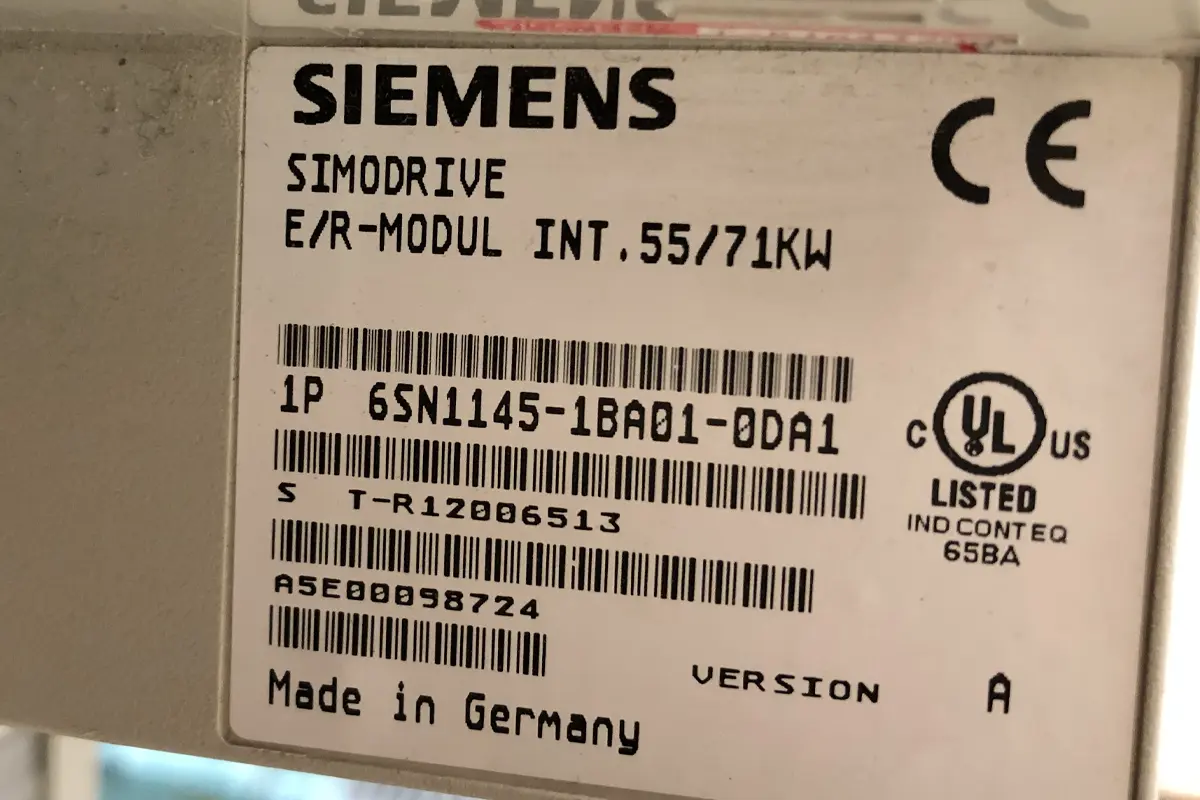 SIEMENS
SIEMENS
CE
SIMODRIVE
E/R-MODUL INT.55/71KW
1P 6SN1145-1BA01-0DA1
C UL US
LISTED
IND CONT EQ
65BA
S T-R12006513
A5E00098724
VERSION A
Made in Germany